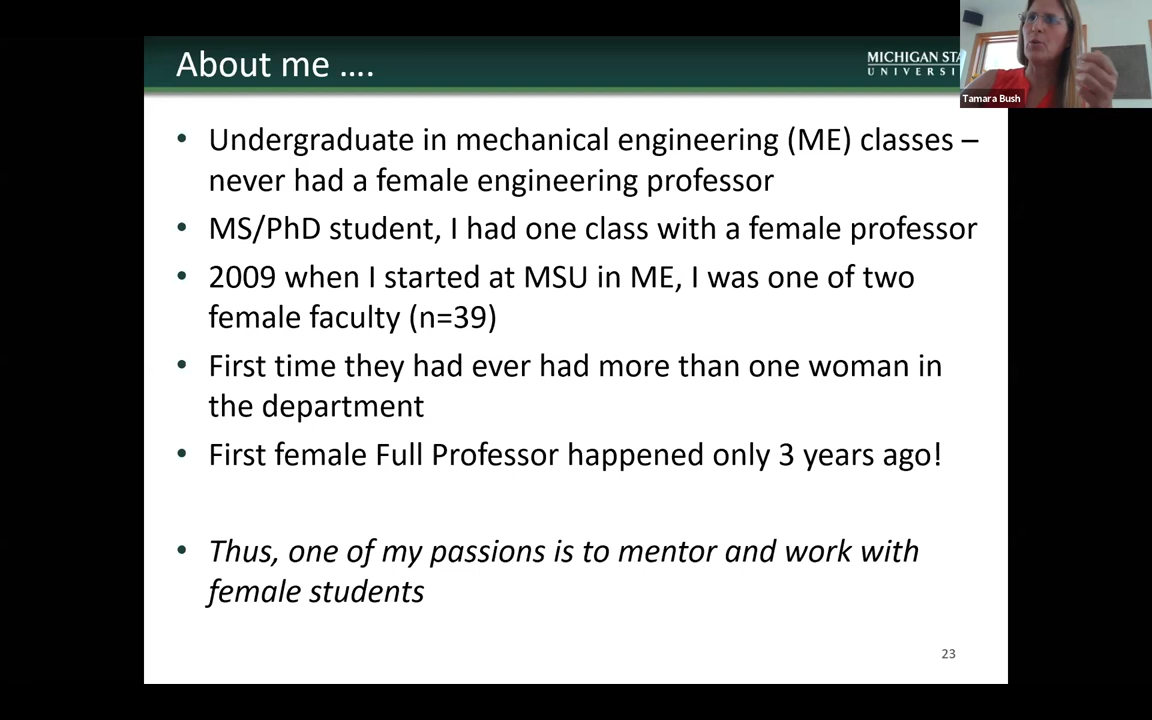 About me ....
MICHIGAN STA
UNIVERSI
Tamara Bush
• Undergraduate in mechanical engineering (ME) classes –
never had a female engineering professor
• MS/PhD student, I had one class with a female professor
• 2009 when I started at MSU in ME, I was one of two
female faculty (n=39)
• First time they had ever had more than one woman in
the department
• First female Full Professor happened only 3 years ago!
• Thus, one of my passions is to mentor and work with
female students
23